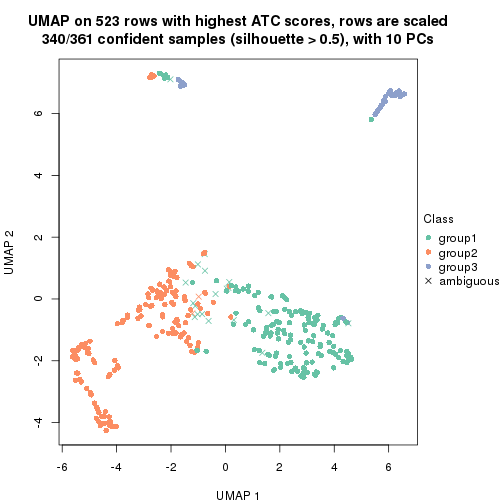 UMAP on 523 rows with highest ATC scores, rows are scaled
340/361 confident samples (silhouette > 0.5), with 10 PCs
6
4
2
0
-2
-4
UMAP 2
-6
-4
-2
0
2
4
6
UMAP 1
Class
group1
group2
group3
ambiguous